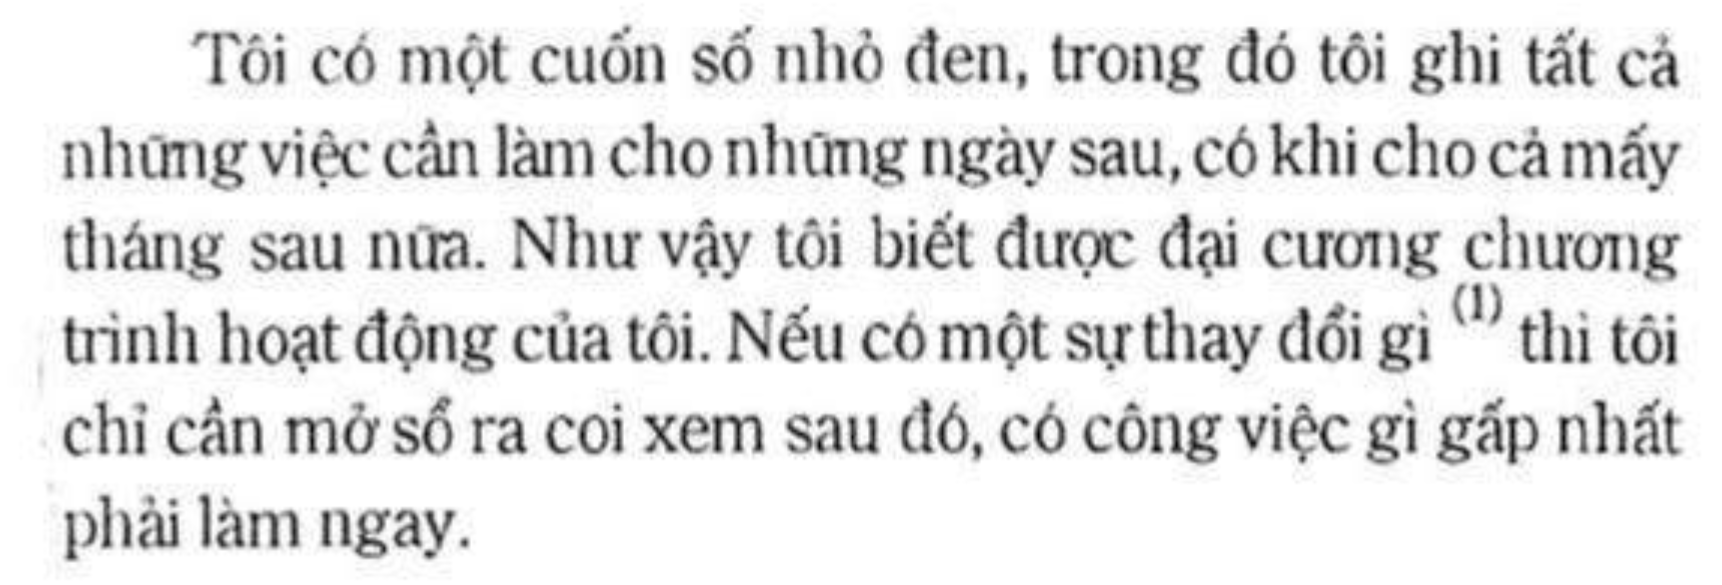 Tôi có một cuốn số nhỏ đen, trong đó tôi ghi tất cả
những việc cần làm cho những ngày sau, có khi cho cả mấy
tháng sau nữa. Như vậy tôi biết được đại cương chương
trình hoạt động của tôi. Nếu có một sự thay đổi gì (1) thì tôi
chỉ cần mở sổ ra coi xem sau đó, có công việc gì gấp nhất
phải làm ngay.